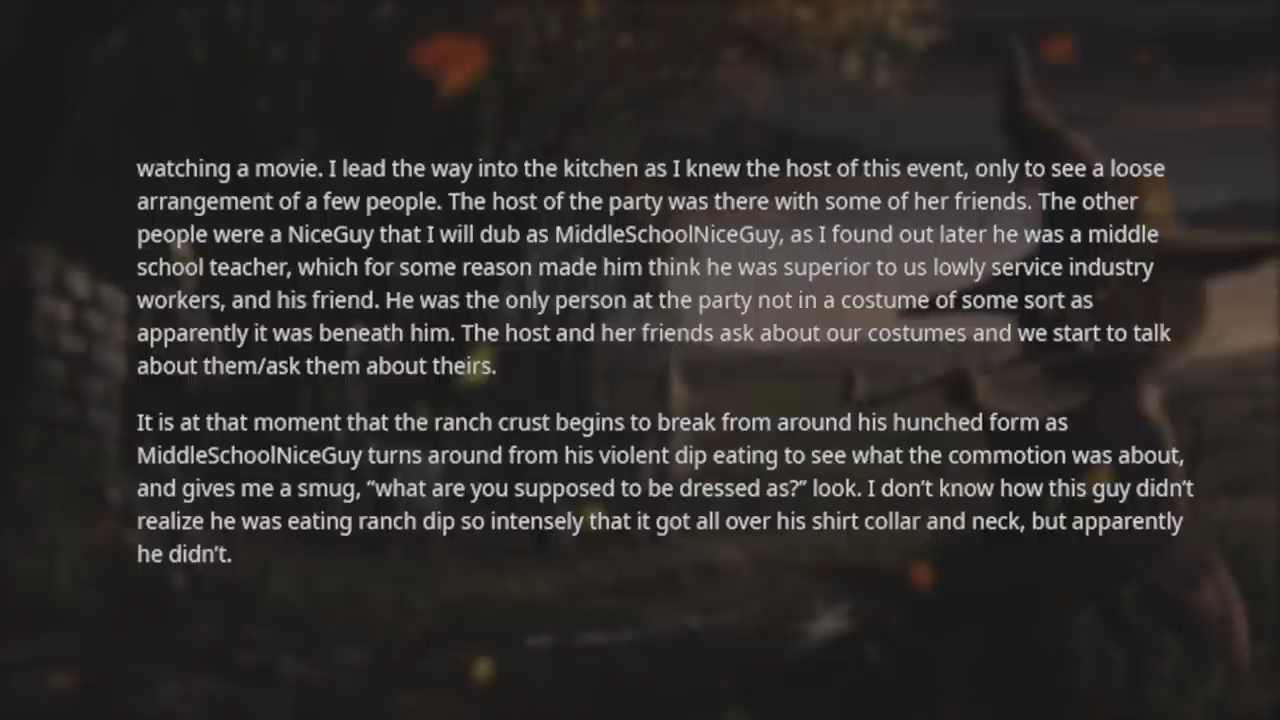 watching a movie. I lead the way into the kitchen as I knew the host of this event, only to see a loose
arrangement of a few people. The host of the party was there with some of her friends. The other
people were a NiceGuy that I will dub as MiddleSchoolNiceGuy, as I found out later he was a middle
school teacher, which for some reason made him think he was superior to us lowly service industry
workers, and his friend. He was the only person at the party not in a costume of some sort as
apparently it was beneath him. The host and her friends ask about our costumes and we start to talk
about them/ask them about theirs.
It is at that moment that the ranch crust begins to break from around his hunched form as
MiddleSchoolNiceGuy turns around from his violent dip eating to see what the commotion was about,
and gives me a smug, “what are you supposed to be dressed as?” look. I don’t know how this guy didn’t
realize he was eating ranch dip so intensely that it got all over his shirt collar and neck, but apparently
he didn’t.